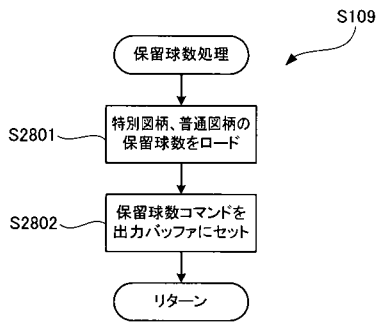 S109
保留球数処理
S2801
特別図柄、普通図柄の
保留球数をロード
S2802
保留球数コマンドを
出力バッファにセット
リターン